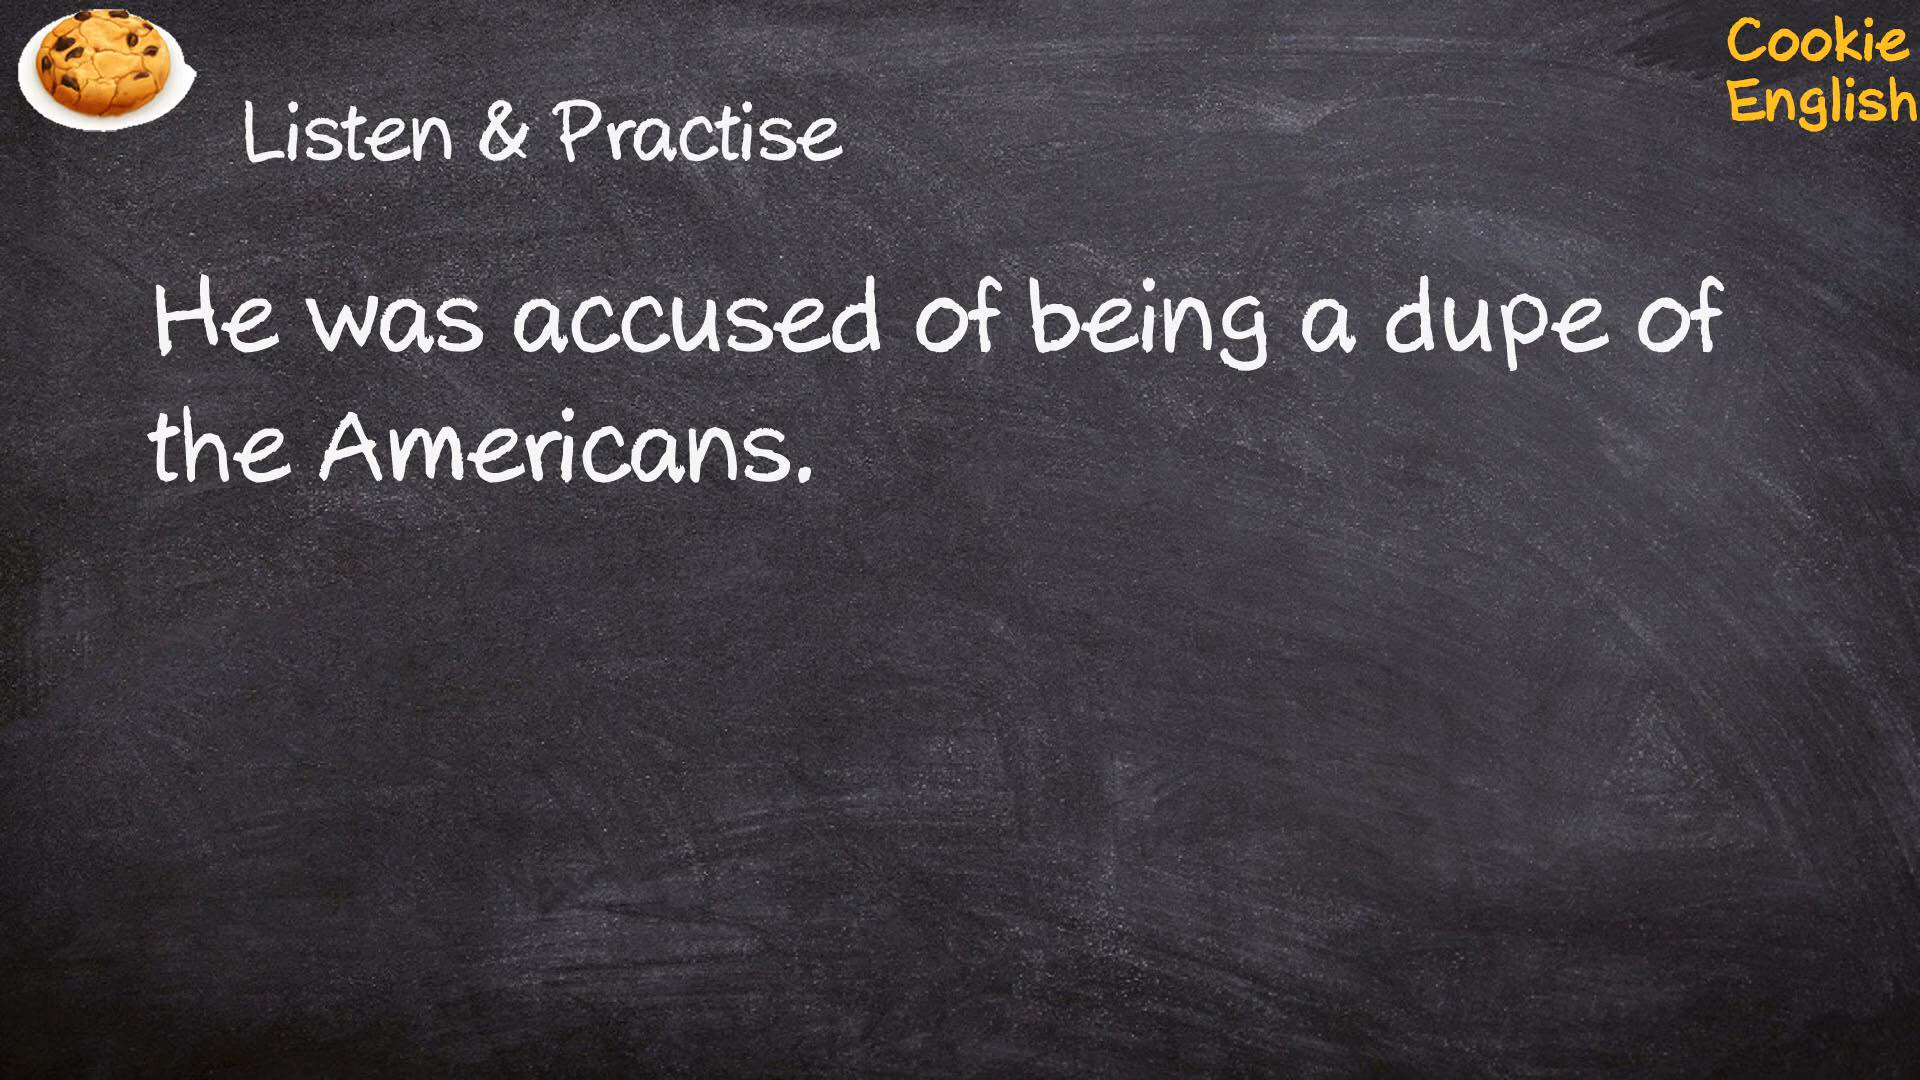 Cookie
English
Listen & Practise
He was accused of being a dupe of
the Americans.